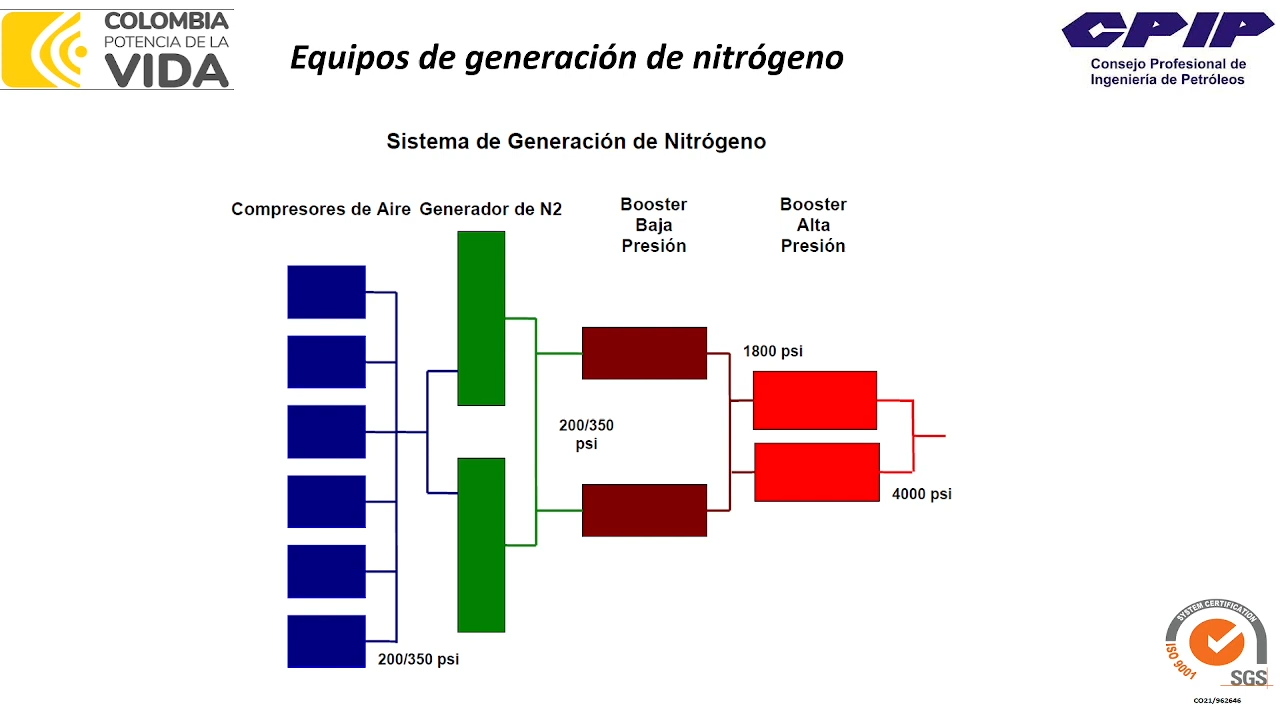 COLOMBIA
POTENCIA DE LA
VIDA
Equipos de generación de nitrógeno
CPIP
Consejo Profesional de
Ingeniería de Petróleos
Sistema de Generación de Nitrógeno
Compresores de Aire
Generador de N2
Booster
Baja
Presión
Booster
Alta
Presión
1800 psi
200/350
psi
4000 psi
200/350 psi
SYSTEM CERTIFICATION
ISO 9001
SGS
CO21/962646